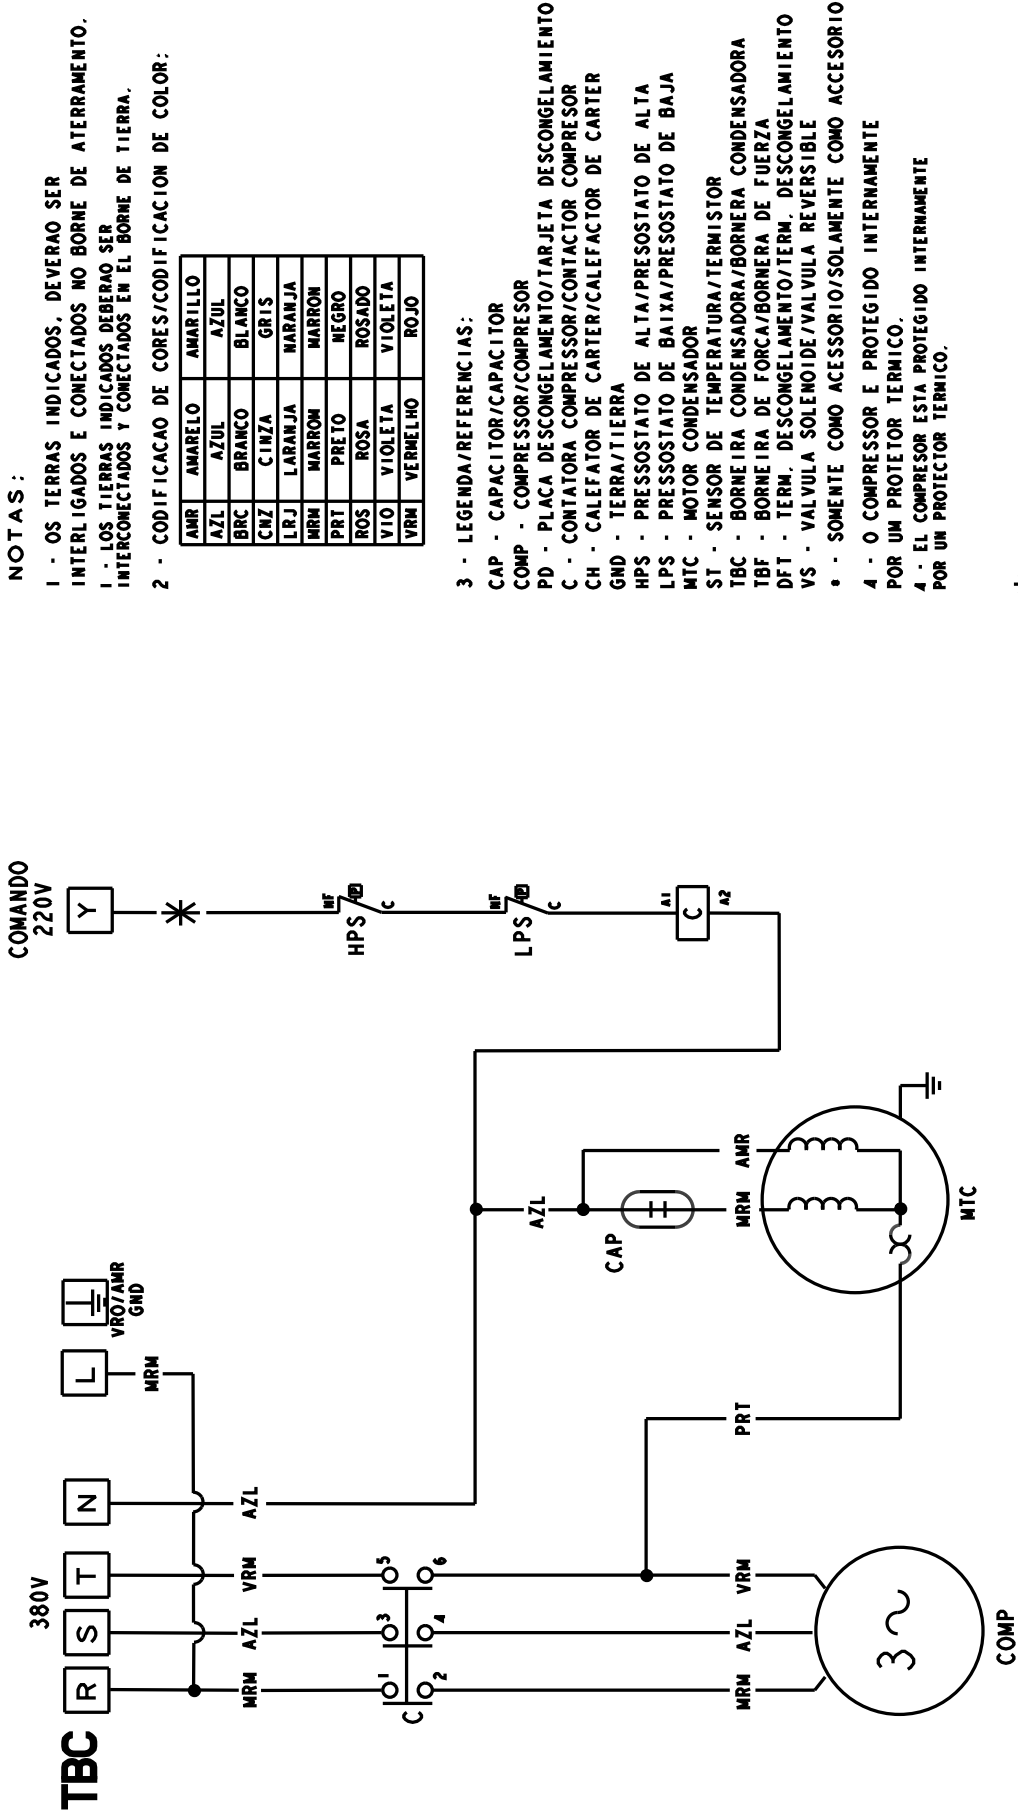 NOTAS:
1 - OS TERRAS INDICADOS, DEVERAO SER
INTERLIGADOS E CONECTADOS NO BORNE DE ATERRAMENTO.
1 - LOS TIERRAS INDICADOS DEBERAO SER
INTERCONECTADOS Y CONECTADOS EN EL BORNE DE TIERRA.
2 - CODIFICACAO DE CORES/CODIFICACION DE COLOR:
AMR AMARELO AMARILLO
AZL AZUL AZUL
BRC BRANCO BLANCO
CNZ CINZA GRIS
LRJ LARANJA NARANJA
MRM MARROM MARRON
PRT PRETO NEGRO
ROS ROSA ROSADO
VIO VIOLETA VIOLETA
VRM VERMELHO ROJO
3 - LEGENDA/REFERENCIAS:
CAP - CAPACITOR/CAPACITOR
COMP - COMPRESSOR/COMPRESOR
PD - PLACA DESCONGELAMENTO/TARJETA DESCONGELAMIENTO
C - CONTATORA COMPRESSOR/CONTACTOR COMPRESOR
CH - CALEFATOR DE CARTER/CALEFACTOR DE CARTER
GND - TERRA/TIERRA
HPS - PRESSOSTATO DE ALTA/PRESOSTATO DE ALTA
LPS - PRESSOSTATO DE BAIXA/PRESOSTATO DE BAJA
MTC - MOTOR CONDENSADOR
ST - SENSOR DE TEMPERATURA/TERMISTOR
TBC - BORNEIRA CONDENSADORA/BORNERA CONDENSADORA
TBF - BORNEIRA DE FORCA/BORNERA DE FUERZA
DFT - TERM. DESCONGELAMENTO/TERM. DESCONGELAMIENTO
VS - VALVULA SOLENOIDE/VALVULA REVERSIBLE
* - SOMENTE COMO ACESSORIO/SOLAMENTE COMO ACCESORIO
4 - O COMPRESSOR E PROTEGIDO INTERNAMENTE
POR UM PROTETOR TERMICO.
4 - EL COMPRESOR ESTA PROTEGIDO INTERNAMENTE
POR UN PROTECTOR TERMICO.
COMANDO
220V
Y
HPS
NF
P
C
LPS
NF
P
C
A1
C
A2
TBC
380V
R
S
T
N
L
VRO/AMR
GND
MRM
MRM
AZL
VRM
AZL
1
3
5
C
2
4
6
MRM
AZL
VRM
PRT
3
COMP
AZL
CAP
MRM
AMR
MTC